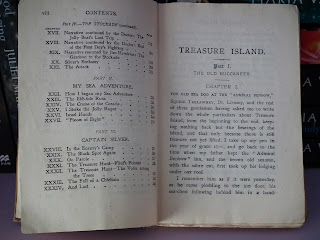 viii CONTENTS.
Part IV.—THE STOCKADE (continued).
XVII. Narrative continued by the Doctor: The
Jolly-Boat's Last Trip
XVIII. Narrative continued by the Doctor: End
of the First Day's Fighting
XIX. Narrative resumed by Jim Hawkins: The
Garrison in the Stockade
XX. Silver's Embassy
XXI. The Attack
PART V.
MY SEA ADVENTURE.
XXII. How I began my Sea Adventure
XXIII. The Ebb-tide Runs
XXIV. The Cruise of the Coracle
XXV. I Strike the Jolly Roger
XXVI. Israel Hands
XXVII. "Pieces of Eight"
PART VI.
CAPTAIN SILVER.
XXVIII. In the Enemy's Camp
XXIX. The Black Spot Again
XXX. On Parole
XXXI. The Treasure Hunt—Flint's Pointer
XXXII. The Treasure Hunt—The Voice among
the Trees
XXXIII. The Fall of a Chieftain
XXXIV. And Last
TREASURE ISLAND.
Part I.
THE OLD BUCCANEER.
CHAPTER I.
THE OLD SEA DOG AT THE "ADMIRAL BENBOW."
SQUIRE TRELAWNEY, Dr. Livesey, and the rest
of these gentlemen having asked me to write
down the whole particulars about Treasure
Island, from the beginning to the end, keep-
ing nothing back but the bearings of the
island, and that only because there is still
treasure not yet lifted, I take up my pen in
the year of grace 17—, and go back to the
time when my father kept the "Admiral
Benbow" inn, and the brown old seaman,
with the sabre cut, first took up his lodging
under our roof.
I remember him as if it were yesterday,
as he came plodding to the inn door, his
sea-chest following behind him in a hand-